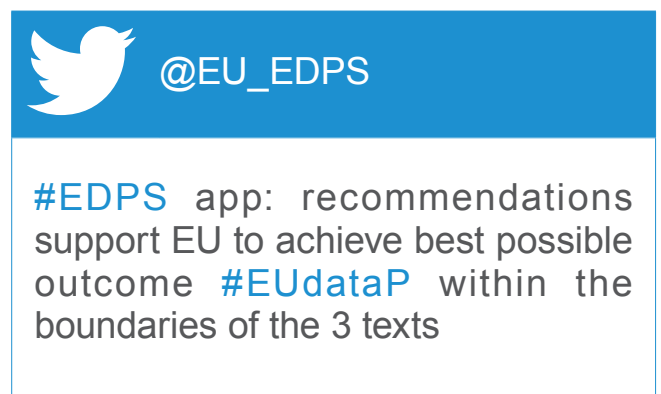 @EU_EDPS
#EDPS app: recommendations
support EU to achieve best possible
outcome #EUdataP within the
boundaries of the 3 texts